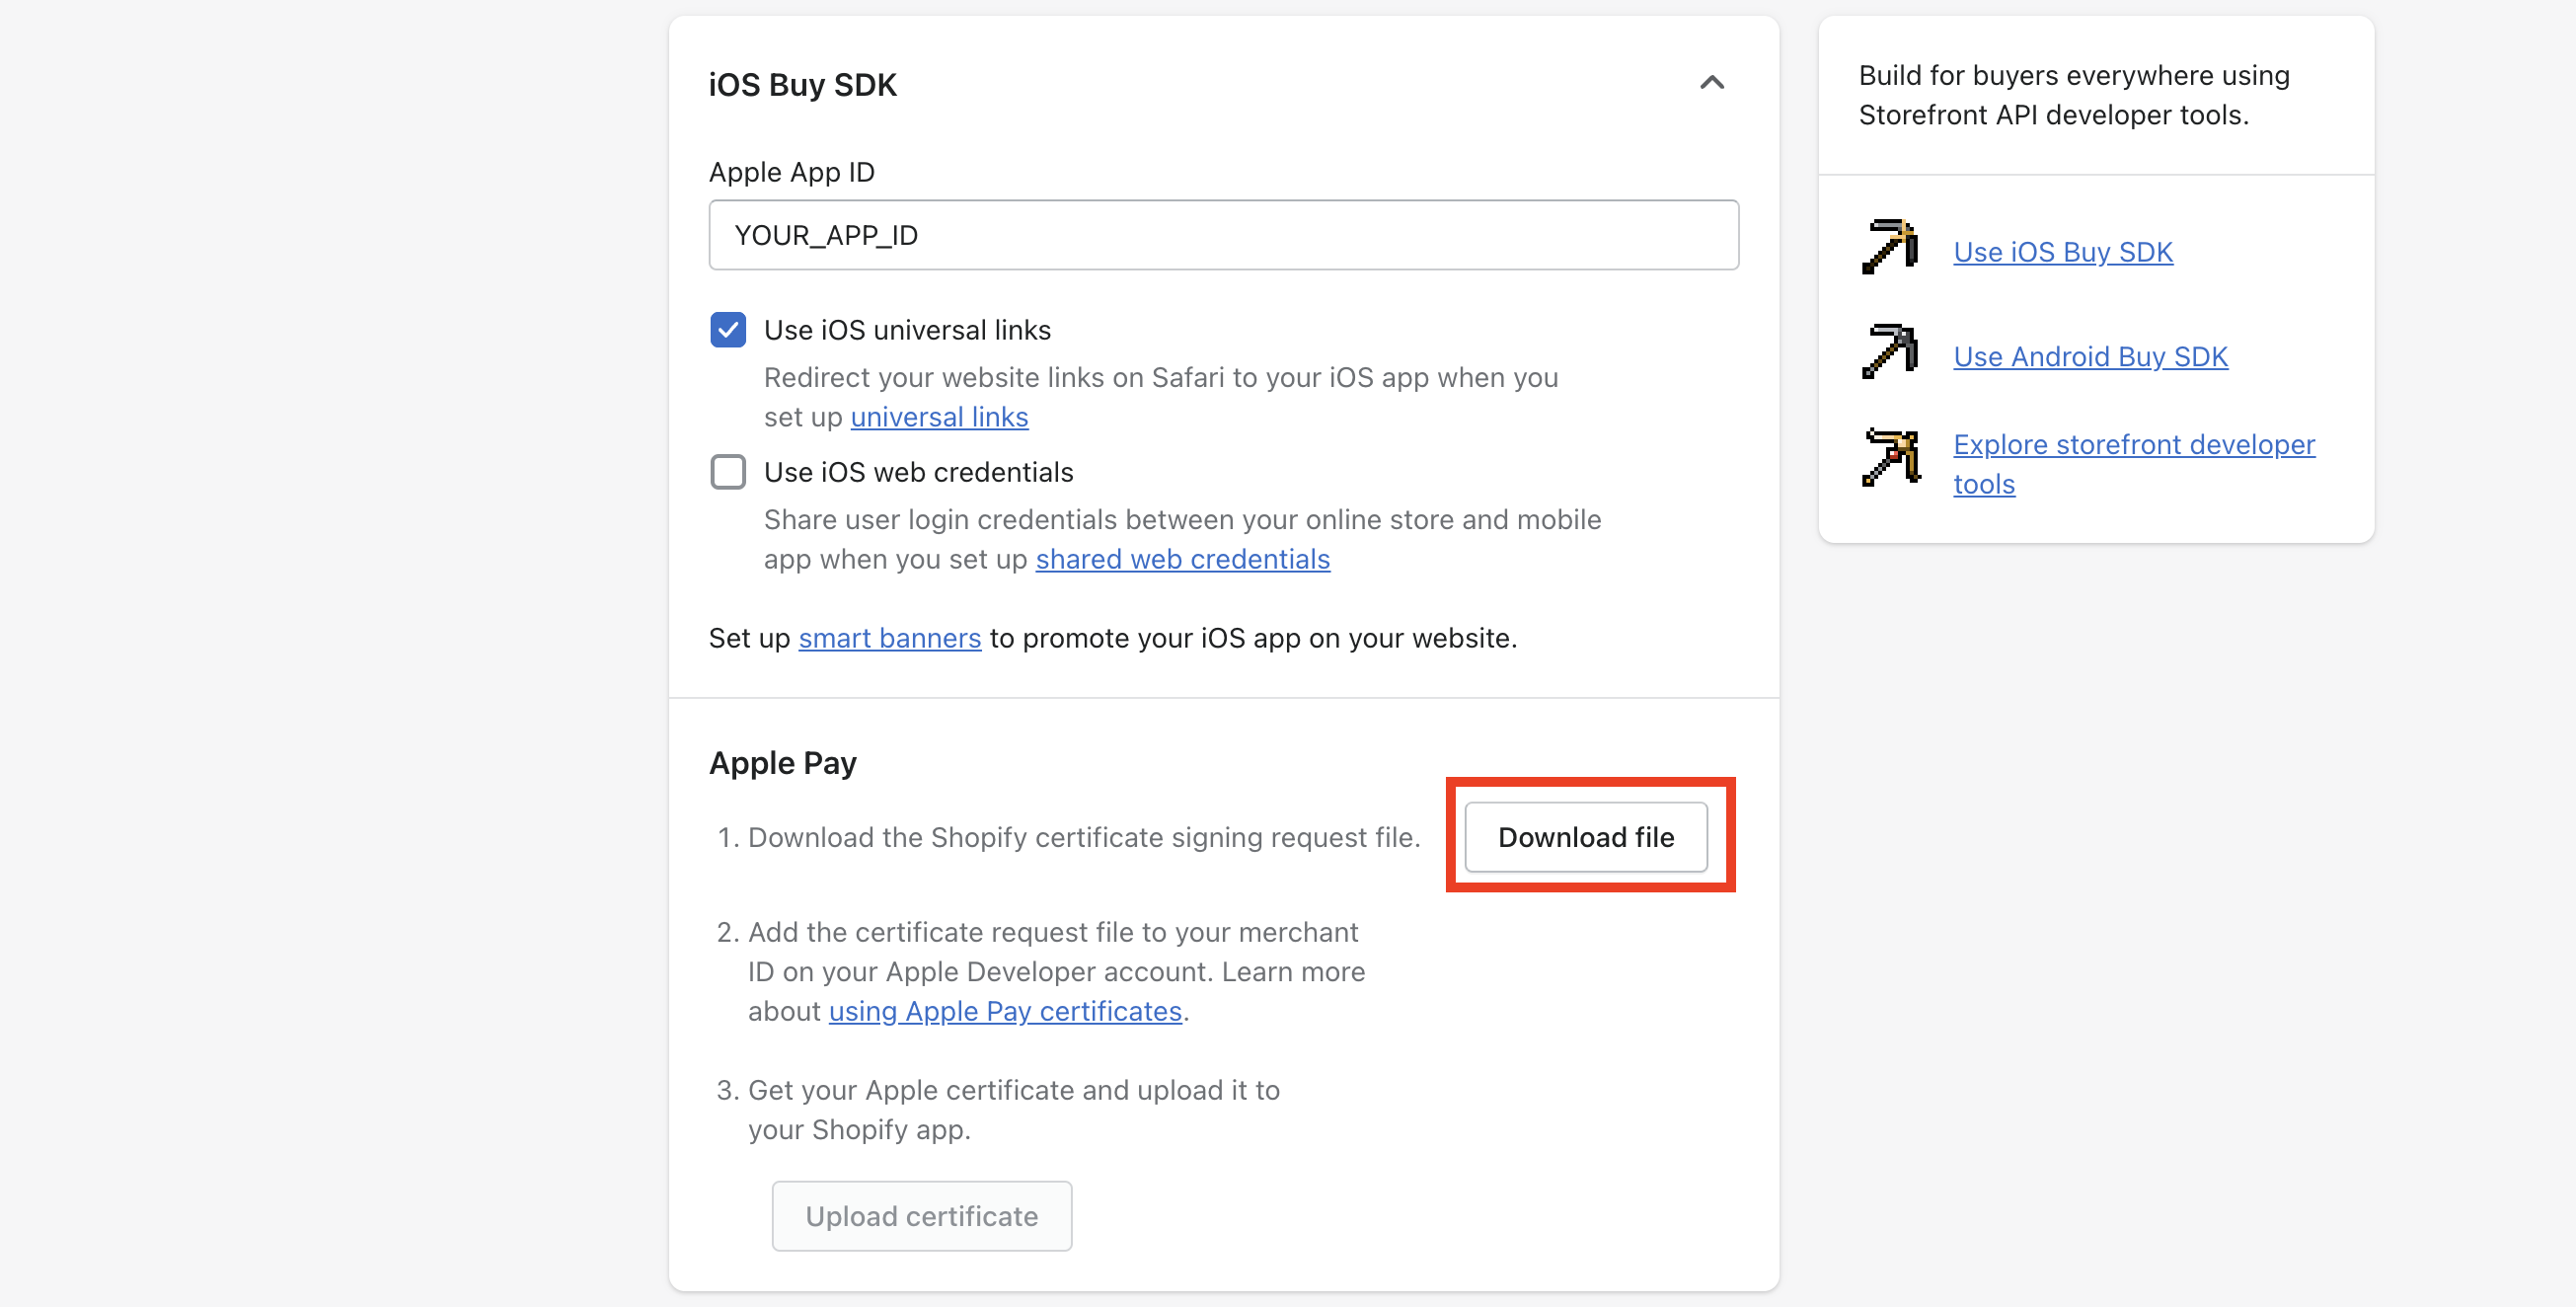 iOS Buy SDK
Apple App ID
YOUR_APP_ID
Use iOS universal links
Redirect your website links on Safari to your iOS app when you
set up universal links
Use iOS web credentials
Share user login credentials between your online store and mobile
app when you set up shared web credentials
Set up smart banners to promote your iOS app on your website.
Apple Pay
1. Download the Shopify certificate signing request file.
Download file
2. Add the certificate request file to your merchant
ID on your Apple Developer account. Learn more
about using Apple Pay certificates.
3. Get your Apple certificate and upload it to
your Shopify app.
Upload certificate
Build for buyers everywhere using
Storefront API developer tools.
Use iOS Buy SDK
Use Android Buy SDK
Explore storefront developer
tools